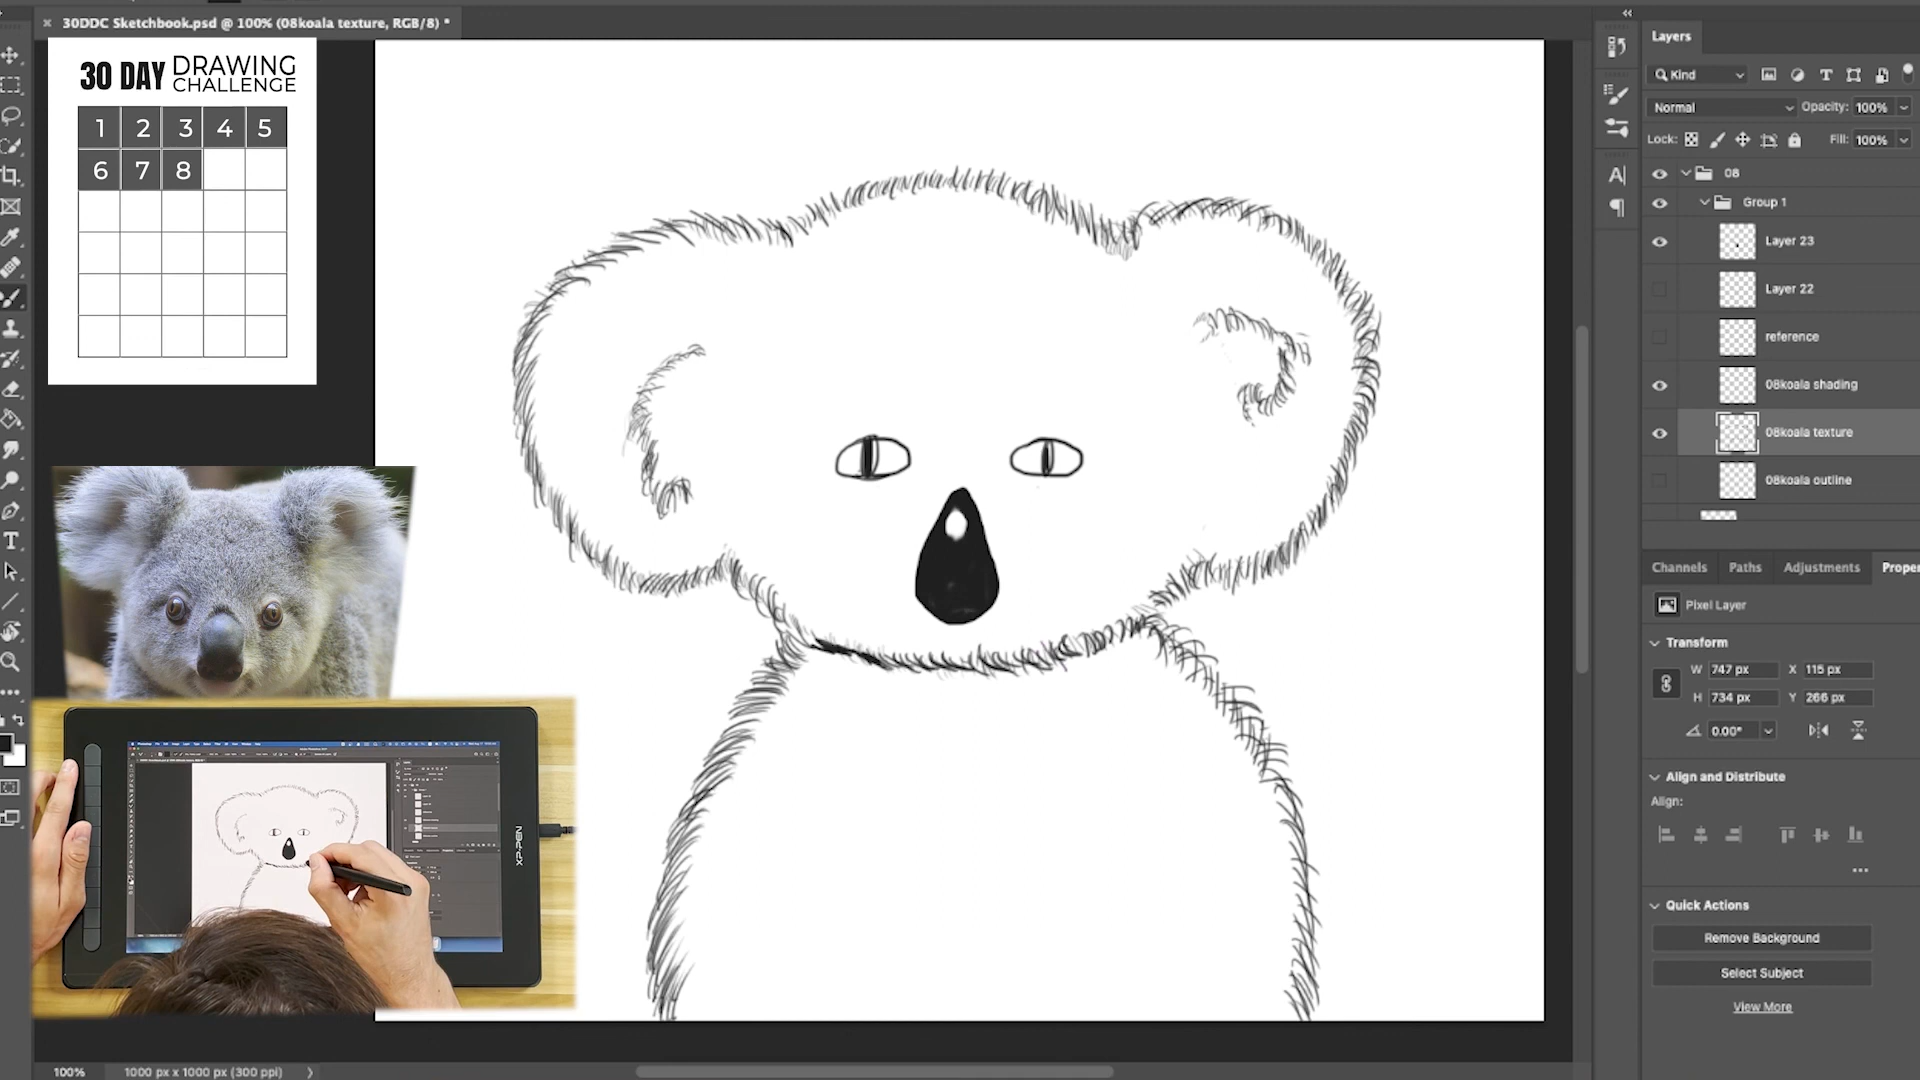 30DDC Sketchbook.psd @ 100% (08koala texture, RGB/8) *
30 DAY DRAWING CHALLENGE
1 2 3 4 5
6 7 8
XPPEN
100% 1000 px x 1000 px (300 ppi)
Layers
Kind
Normal Opacity: 100%
Lock: Fill: 100%
08
Group 1
Layer 23
Layer 22
reference
08koala shading
08koala texture
08koala outline
Channels Paths Adjustments Proper
Pixel Layer
Transform
W 747 px X 115 px
H 734 px Y 266 px
0.00°
Align and Distribute
Align:
Quick Actions
Remove Background
Select Subject
View More